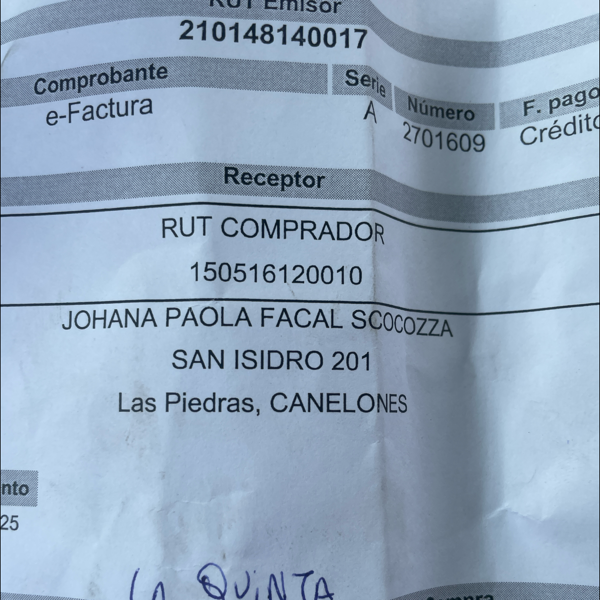 RUT Emisor
210148140017
Comprobante Serie Número F. pago
e-Factura A 2701609 Crédito
Receptor
RUT COMPRADOR
150516120010
JOHANA PAOLA FACAL SCOCOZZA
SAN ISIDRO 201
Las Piedras, CANELONES
nto
25
LA QUINTA